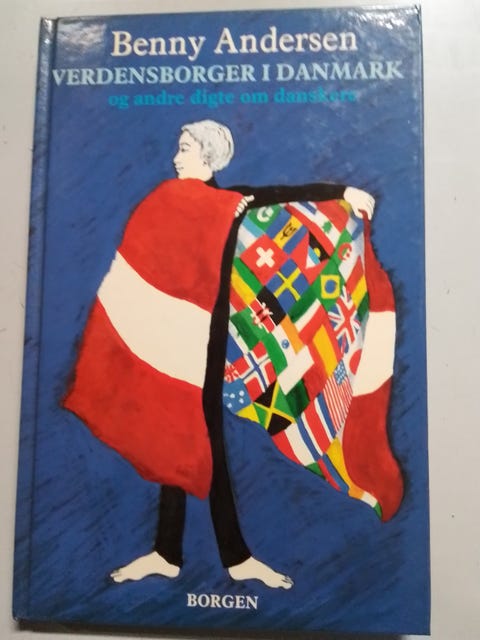 Benny Andersen
VERDENSBORGER I DANMARK
og andre digte om danskere
BORGEN